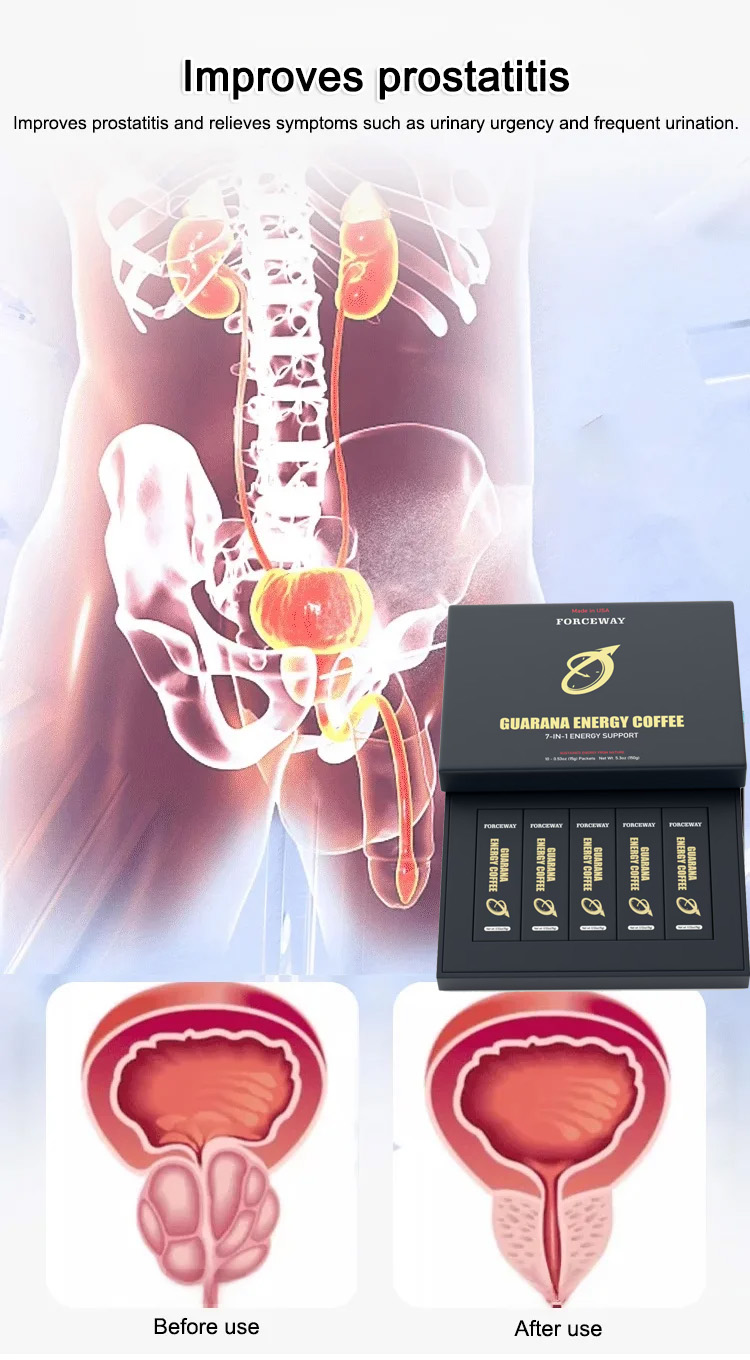 Improves prostatitis
Improves prostatitis and relieves symptoms such as urinary urgency and frequent urination.
Made in USA
FORCEWAY
GUARANA ENERGY COFFEE
7-IN-1 ENERGY SUPPORT
FORCEWAY FORCEWAY FORCEWAY FORCEWAY FORCEWAY
GUARANA
ENERGY COFFEE
GUARANA
ENERGY COFFEE
GUARANA
ENERGY COFFEE
GUARANA
ENERGY COFFEE
GUARANA
ENERGY COFFEE
Before use
After use